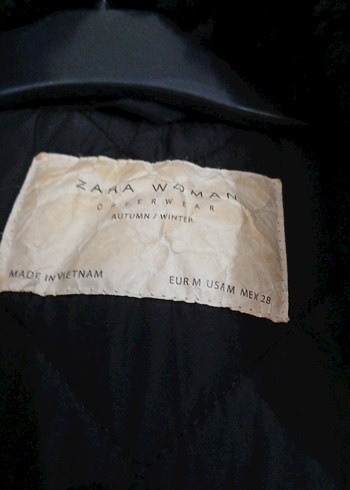 ZARA WOMAN
OUTERWEAR
AUTUMN / WINTER
MADE IN VIETNAM
EUR M USA M MEX 28